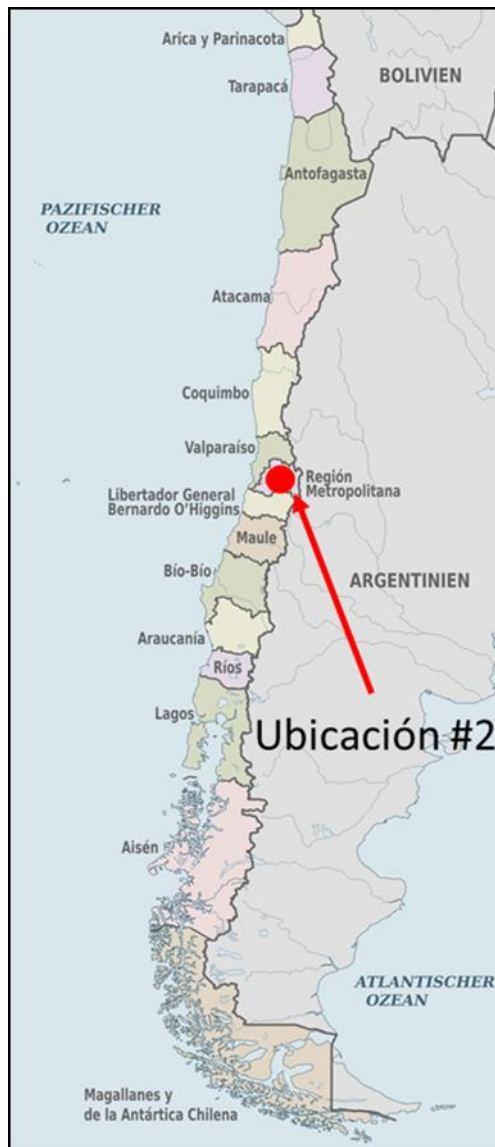 Arica y Parinacota
BOLIVIEN
Tarapacá
Antofagasta
PAZIFISCHER
OZEAN
Atacama
Coquimbo
Valparaíso
Región
Metropolitana
Libertador General
Bernardo O'Higgins
Maule
Bío-Bío
ARGENTINIEN
Araucanía
Ríos
Lagos
Ubicación #2
Aisén
ATLANTISCHER
OZEAN
Magallanes y
de la Antártica Chilena